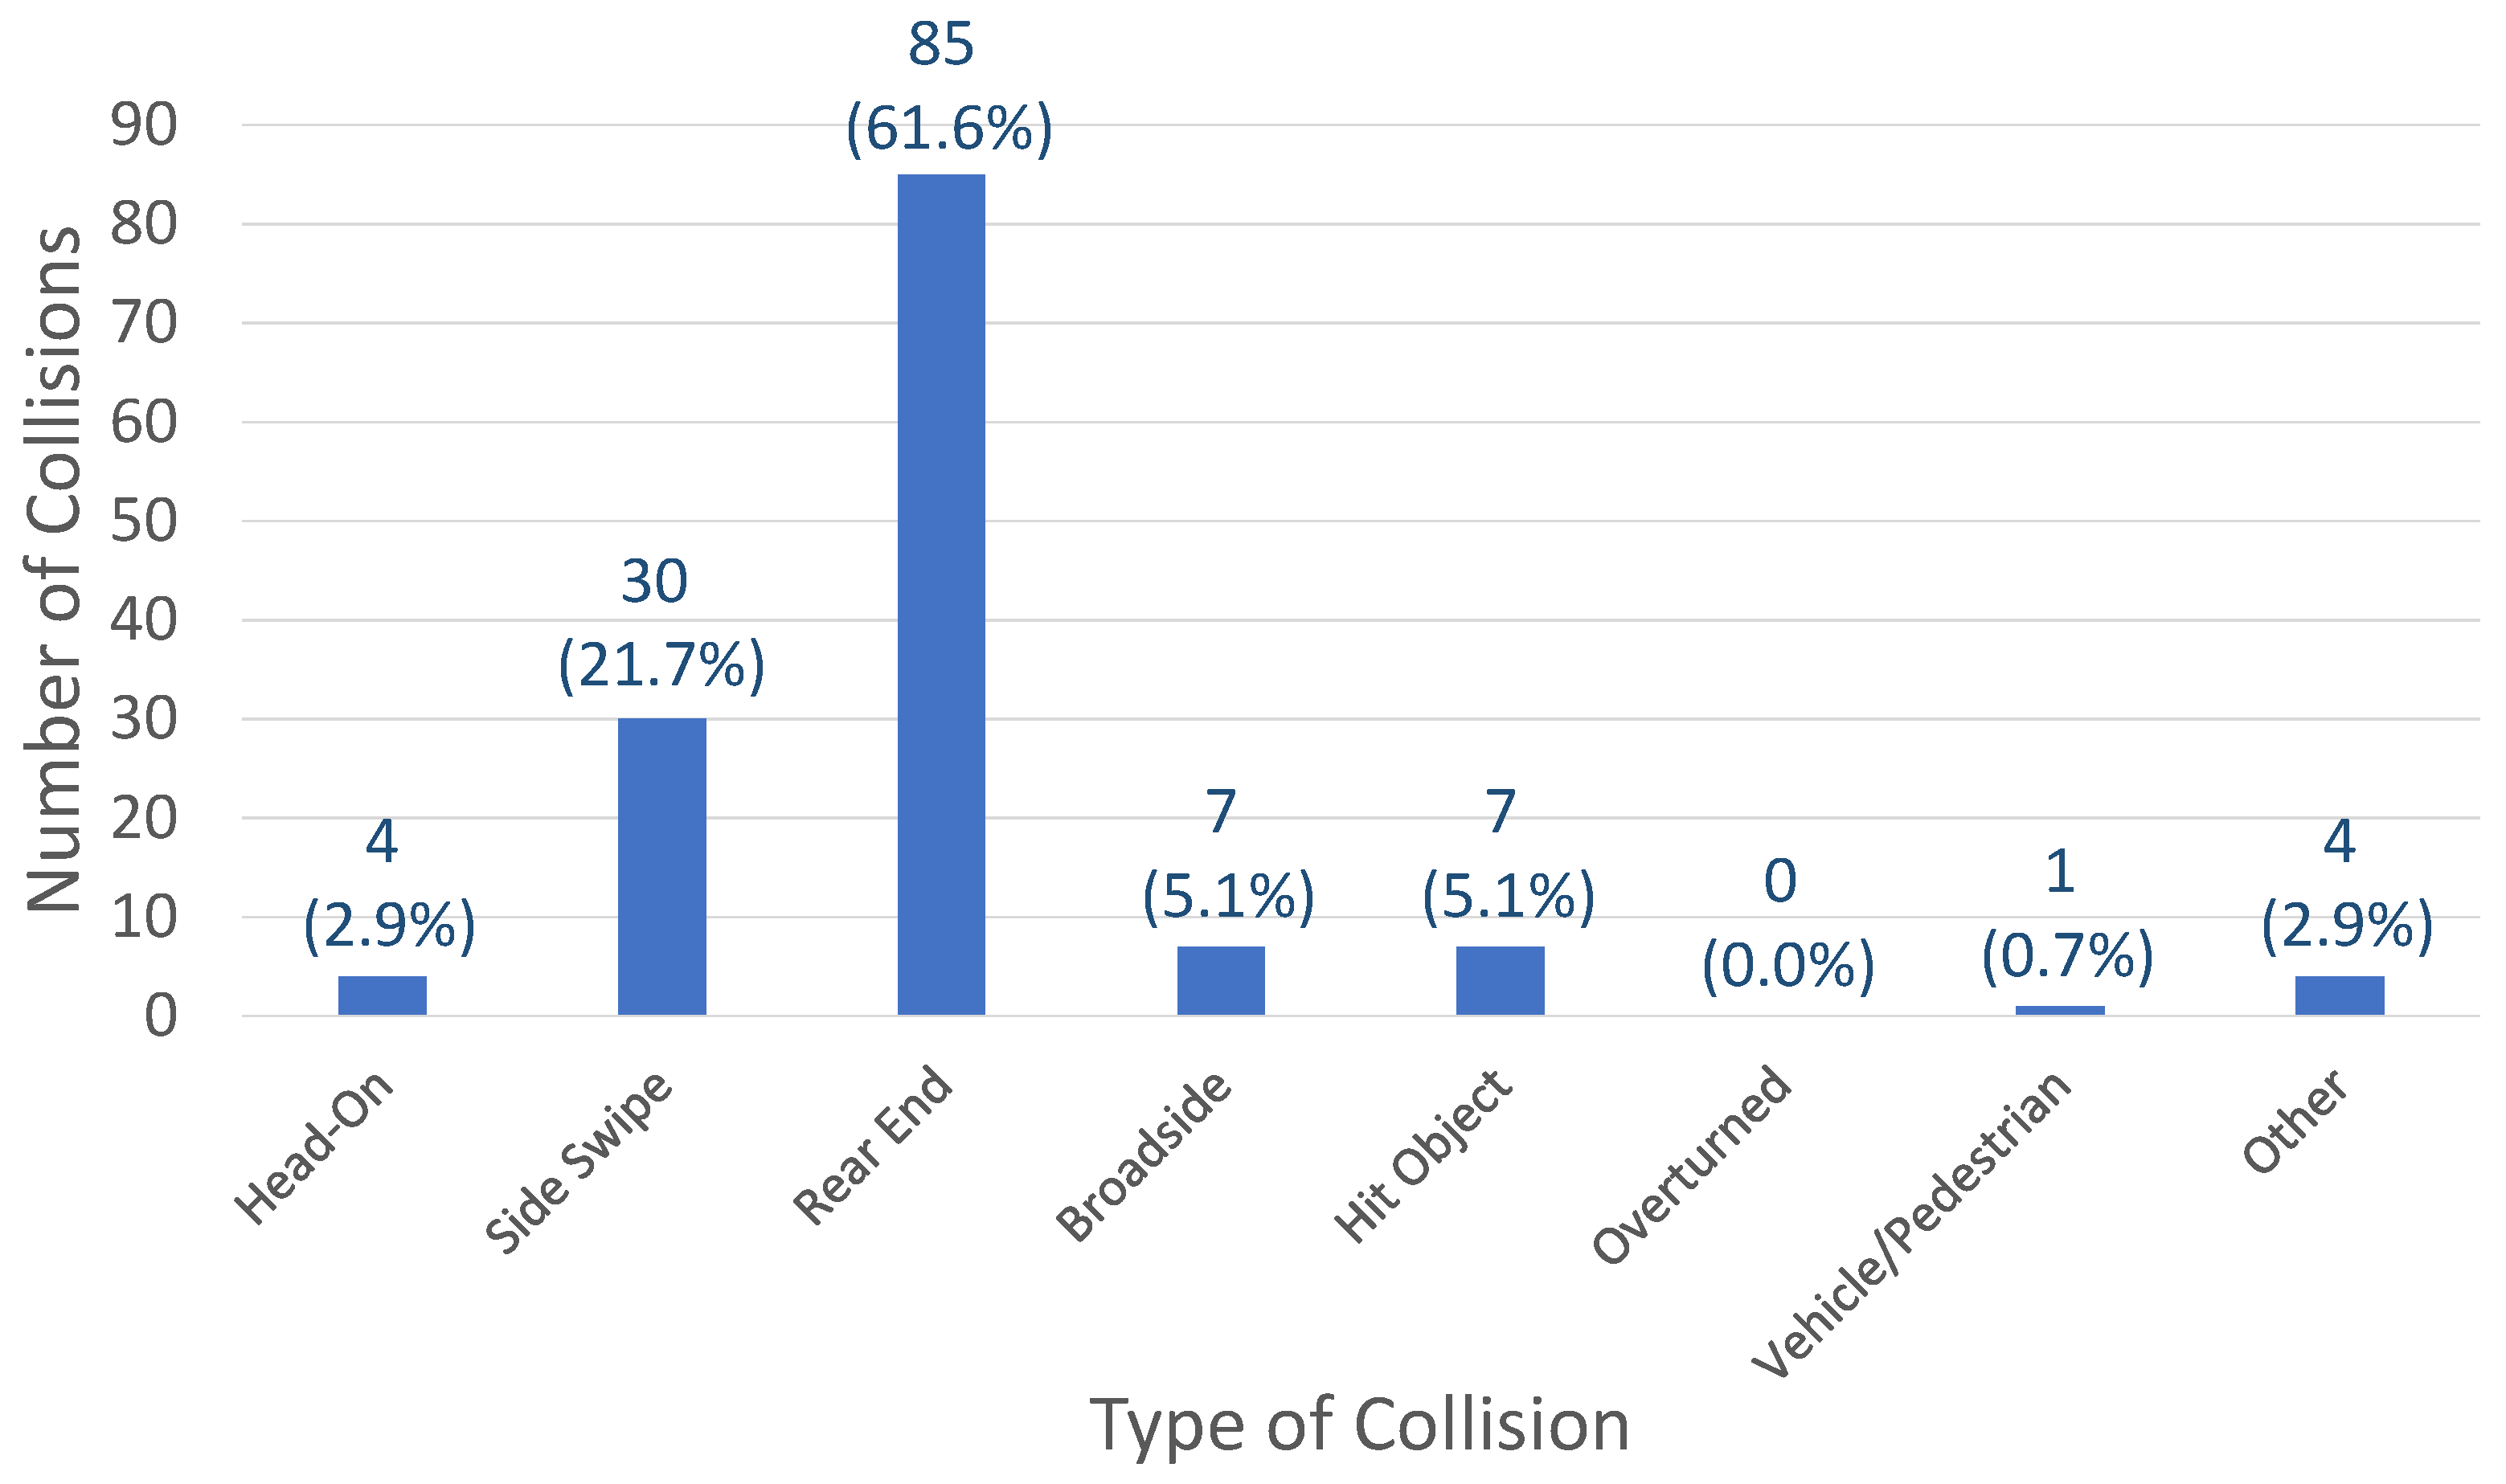 85
(61.6%)
90
80
70
60
50
40
30
20
10
0
Number of Collisions
4
(2.9%)
30
(21.7%)
7
(5.1%)
7
(5.1%)
0
(0.0%)
1
(0.7%)
4
(2.9%)
Head-On
Side Swipe
Rear End
Broadside
Hit Object
Overturned
Vehicle/Pedestrian
Other
Type of Collision